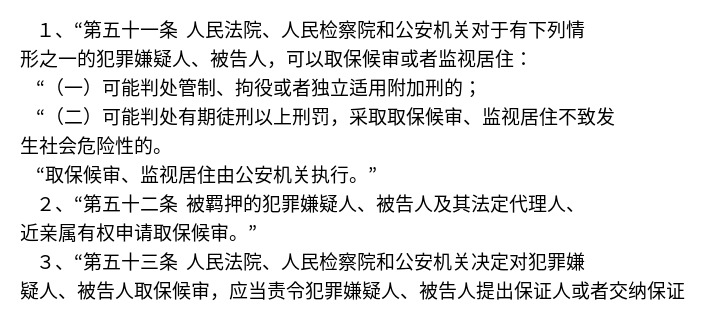 １、“第五十一条 人民法院、人民检察院和公安机关对于有下列情
形之一的犯罪嫌疑人、被告人，可以取保候审或者监视居住：
“（一）可能判处管制、拘役或者独立适用附加刑的；
“（二）可能判处有期徒刑以上刑罚，采取取保候审、监视居住不致发
生社会危险性的。
“取保候审、监视居住由公安机关执行。”
２、“第五十二条 被羁押的犯罪嫌疑人、被告人及其法定代理人、
近亲属有权申请取保候审。”
３、“第五十三条 人民法院、人民检察院和公安机关决定对犯罪嫌
疑人、被告人取保候审，应当责令犯罪嫌疑人、被告人提出保证人或者交纳保证